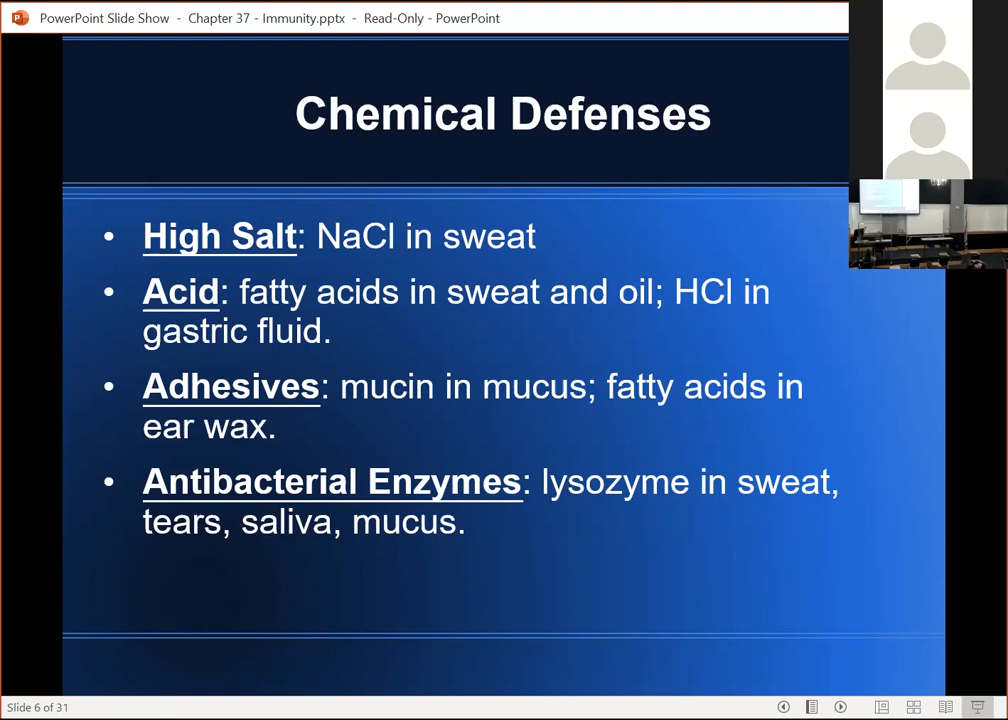 PowerPoint Slide Show - Chapter 37 - Immunity.pptx - Read-Only - PowerPoint
Chemical Defenses
• High Salt: NaCl in sweat
• Acid: fatty acids in sweat and oil; HCl in
gastric fluid.
• Adhesives: mucin in mucus; fatty acids in
ear wax.
• Antibacterial Enzymes: lysozyme in sweat,
tears, saliva, mucus.
Slide 6 of 31